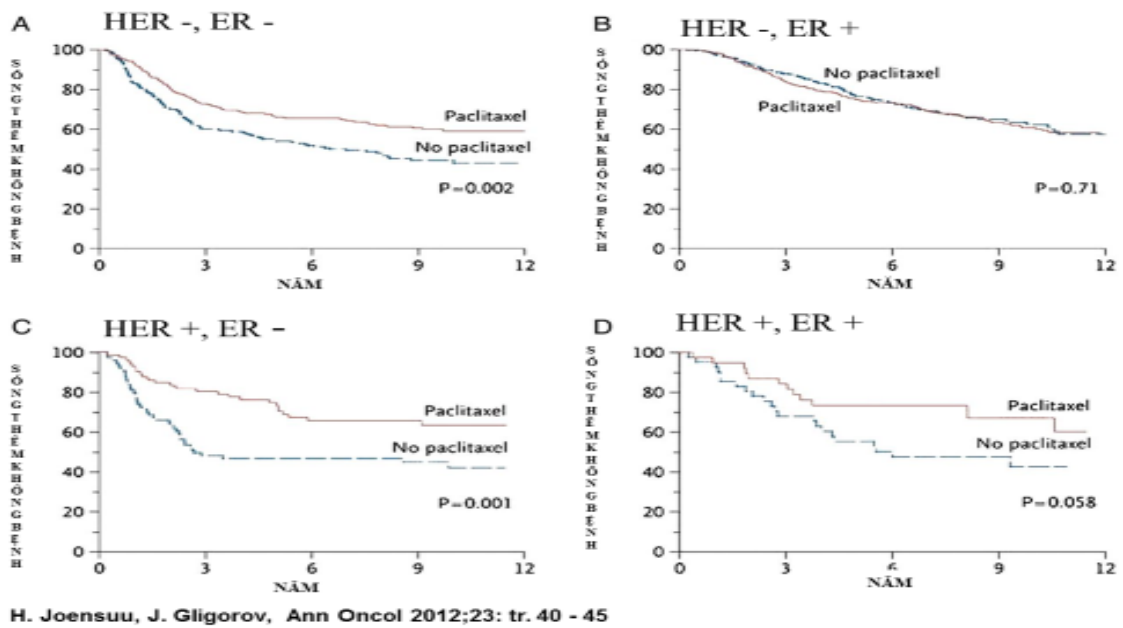 A HER -, ER -
SỐNG THÊM KHÔNG BỆNH
100
80
60
40
20
0
Paclitaxel
No paclitaxel
P=0.002
0 3 6 9 12
NĂM
B HER -, ER +
SỐNG THÊM KHÔNG BỆNH
00
80
60
40
20
0
No paclitaxel
Paclitaxel
P=0.71
0 3 6 9 12
NĂM
C HER +, ER -
SỐNG THÊM KHÔNG BỆNH
100
80
60
40
20
0
Paclitaxel
No paclitaxel
P=0.001
0 3 6 9 12
NĂM
D HER +, ER +
SỐNG THÊM KHÔNG BỆNH
100
80
60
40
20
0
Paclitaxel
No paclitaxel
P=0.058
0 3 6 9 12
NĂM
H. Joensuu, J. Gligorov, Ann Oncol 2012;23: tr. 40 - 45